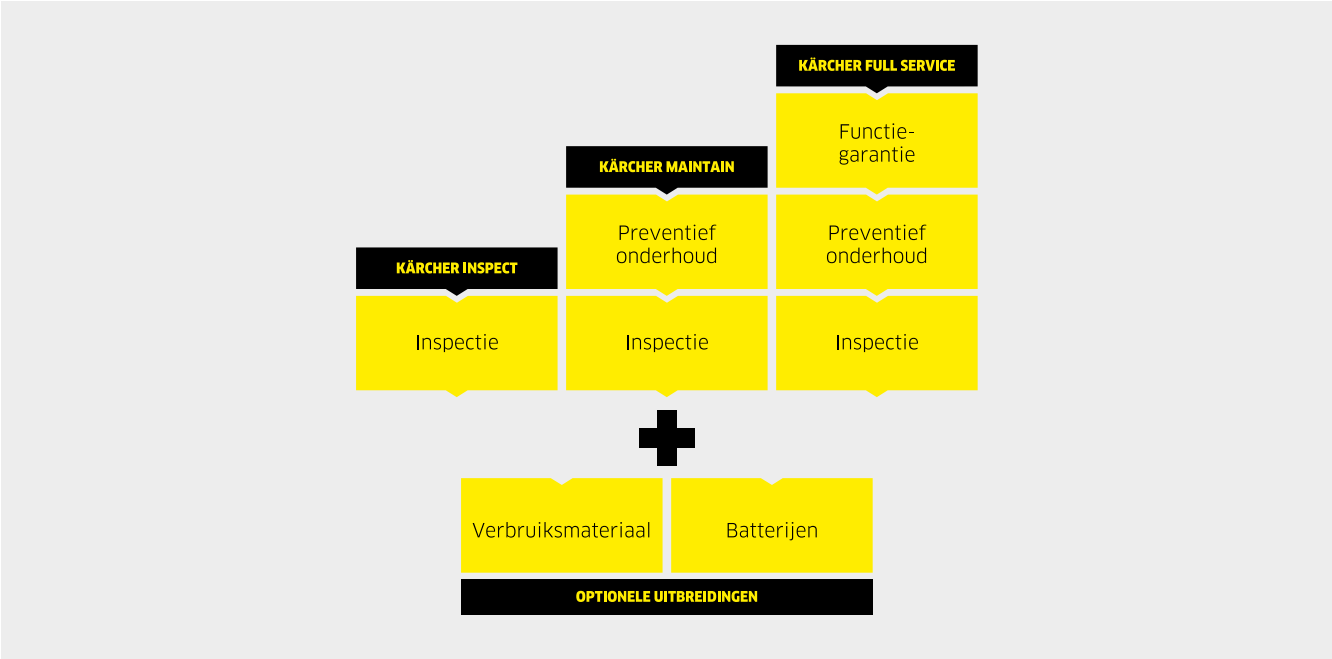 KÄRCHER FULL SERVICE
Functie-
garantie
KÄRCHER MAINTAIN
Preventief
onderhoud
Preventief
onderhoud
KÄRCHER INSPECT
Inspectie
Inspectie
Inspectie
Verbruiksmateriaal
Batterijen
OPTIONELE UITBREIDINGEN